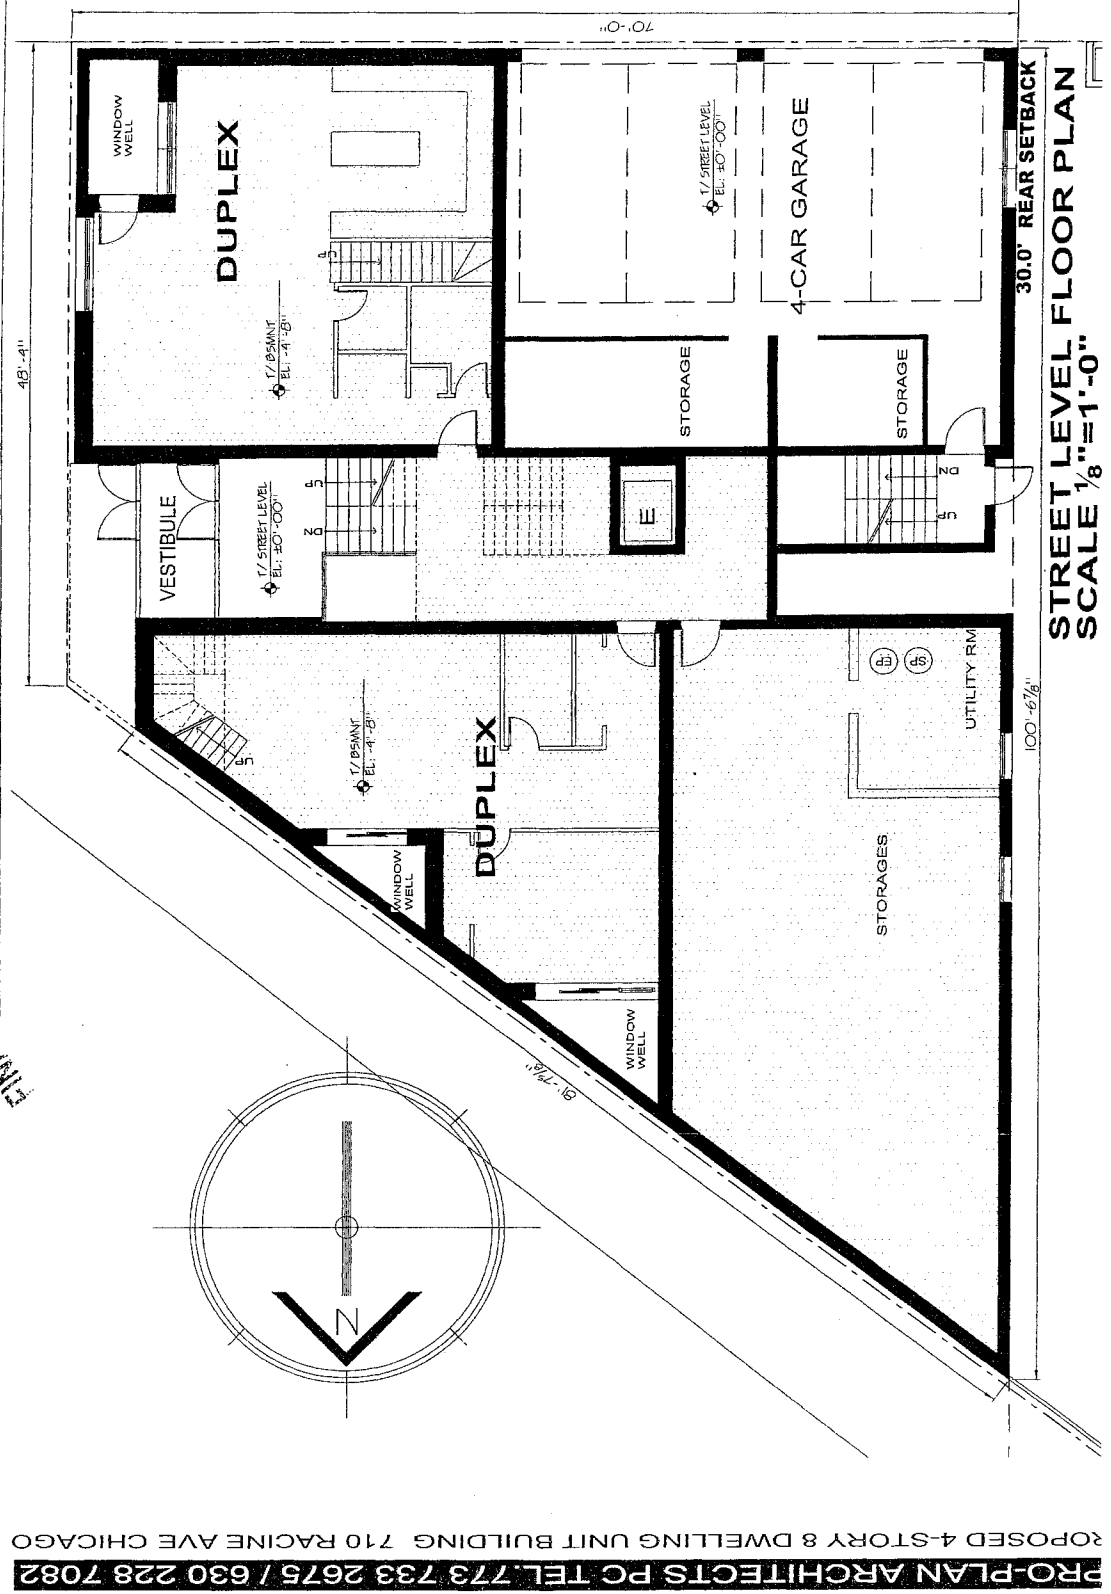 70'-0"
48'-4"
WINDOW
WELL
DUPLEX
T/ BSMNT
EL: -4'-8"
UP
T/ STREET LEVEL
EL: ±0'-00"
4-CAR GARAGE
STORAGE
STORAGE
30.0' REAR SETBACK
STREET LEVEL FLOOR PLAN
SCALE 1/8"=1'-0"
VESTIBULE
T/ STREET LEVEL
EL: ±0'-00"
UP
DN
E
DN
UP
UP
T/ BSMNT
EL: -4'-8"
DUPLEX
WINDOW
WELL
WINDOW
WELL
EP
SP
UTILITY RM
STORAGES
100'-6 7/8"
N
ROPOSED 4-STORY 8 DWELLING UNIT BUILDING 710 RACINE AVE CHICAGO
PRO-PLAN ARCHITECTS PC TEL.773 733 2675 / 630 228 7082